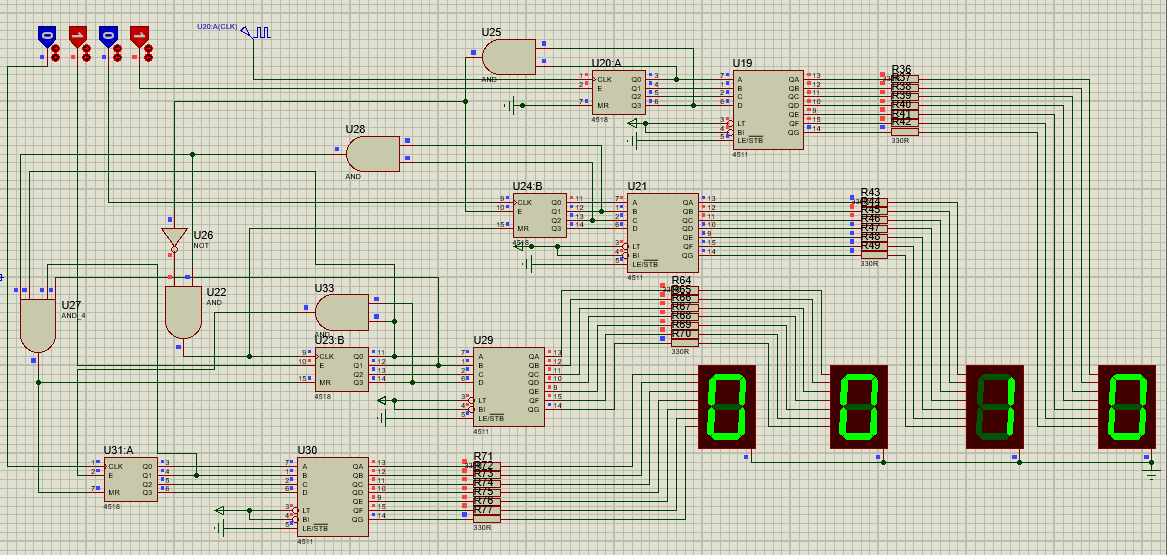 0 1 0 1
U20:A(CLK)
U25
AND
U20:A
1 CLK Q0 3
2 E Q1 4
Q2 5
7 MR Q3 6
4518
U19
7 A QA 13
1 B QB 12
2 C QC 11
6 D QD 10
QE 9
3 LT QF 15
4 BI QG 14
5 LE/STB
4511
R36
R37
R38
R39
R40
R41
R42
330R
U28
AND
U24:B
9 CLK Q0 11
10 E Q1 12
Q2 13
15 MR Q3 14
4518
U21
7 A QA 13
1 B QB 12
2 C QC 11
6 D QD 10
QE 9
3 LT QF 15
4 BI QG 14
5 LE/STB
4511
R43
R44
R45
R46
R47
R48
R49
330R
U26
NOT
U27
AND_4
U22
AND
U33
AND
U23:B
9 CLK Q0 11
10 E Q1 12
Q2 13
15 MR Q3 14
4518
U29
7 A QA 13
1 B QB 12
2 C QC 11
6 D QD 10
QE 9
3 LT QF 15
4 BI QG 14
5 LE/STB
4511
R64
R65
R66
R67
R68
R69
R70
330R
0 0 1 0
U31:A
1 CLK Q0 3
2 E Q1 4
Q2 5
7 MR Q3 6
4518
U30
7 A QA 13
1 B QB 12
2 C QC 11
6 D QD 10
QE 9
3 LT QF 15
4 BI QG 14
5 LE/STB
4511
R71
R72
R73
R74
R75
R76
R77
330R